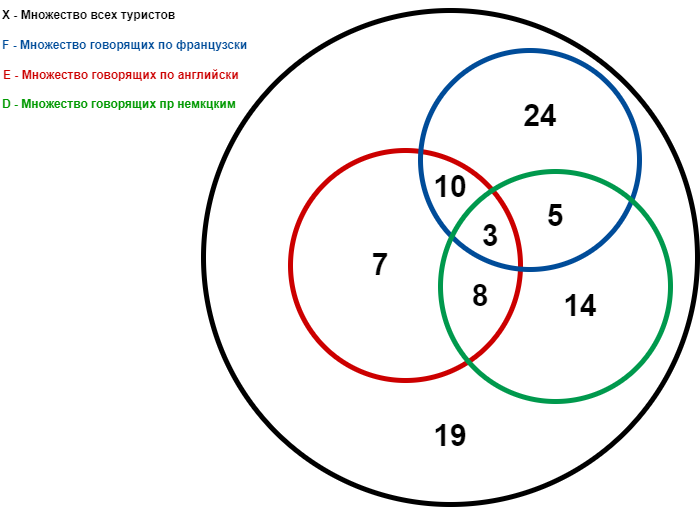 X - Множество всех туристов
F - Множество говорящих по французски
E - Множество говорящих по английски
D - Множество говорящих пр немкцким
24
10
5
3
7
8
14
19